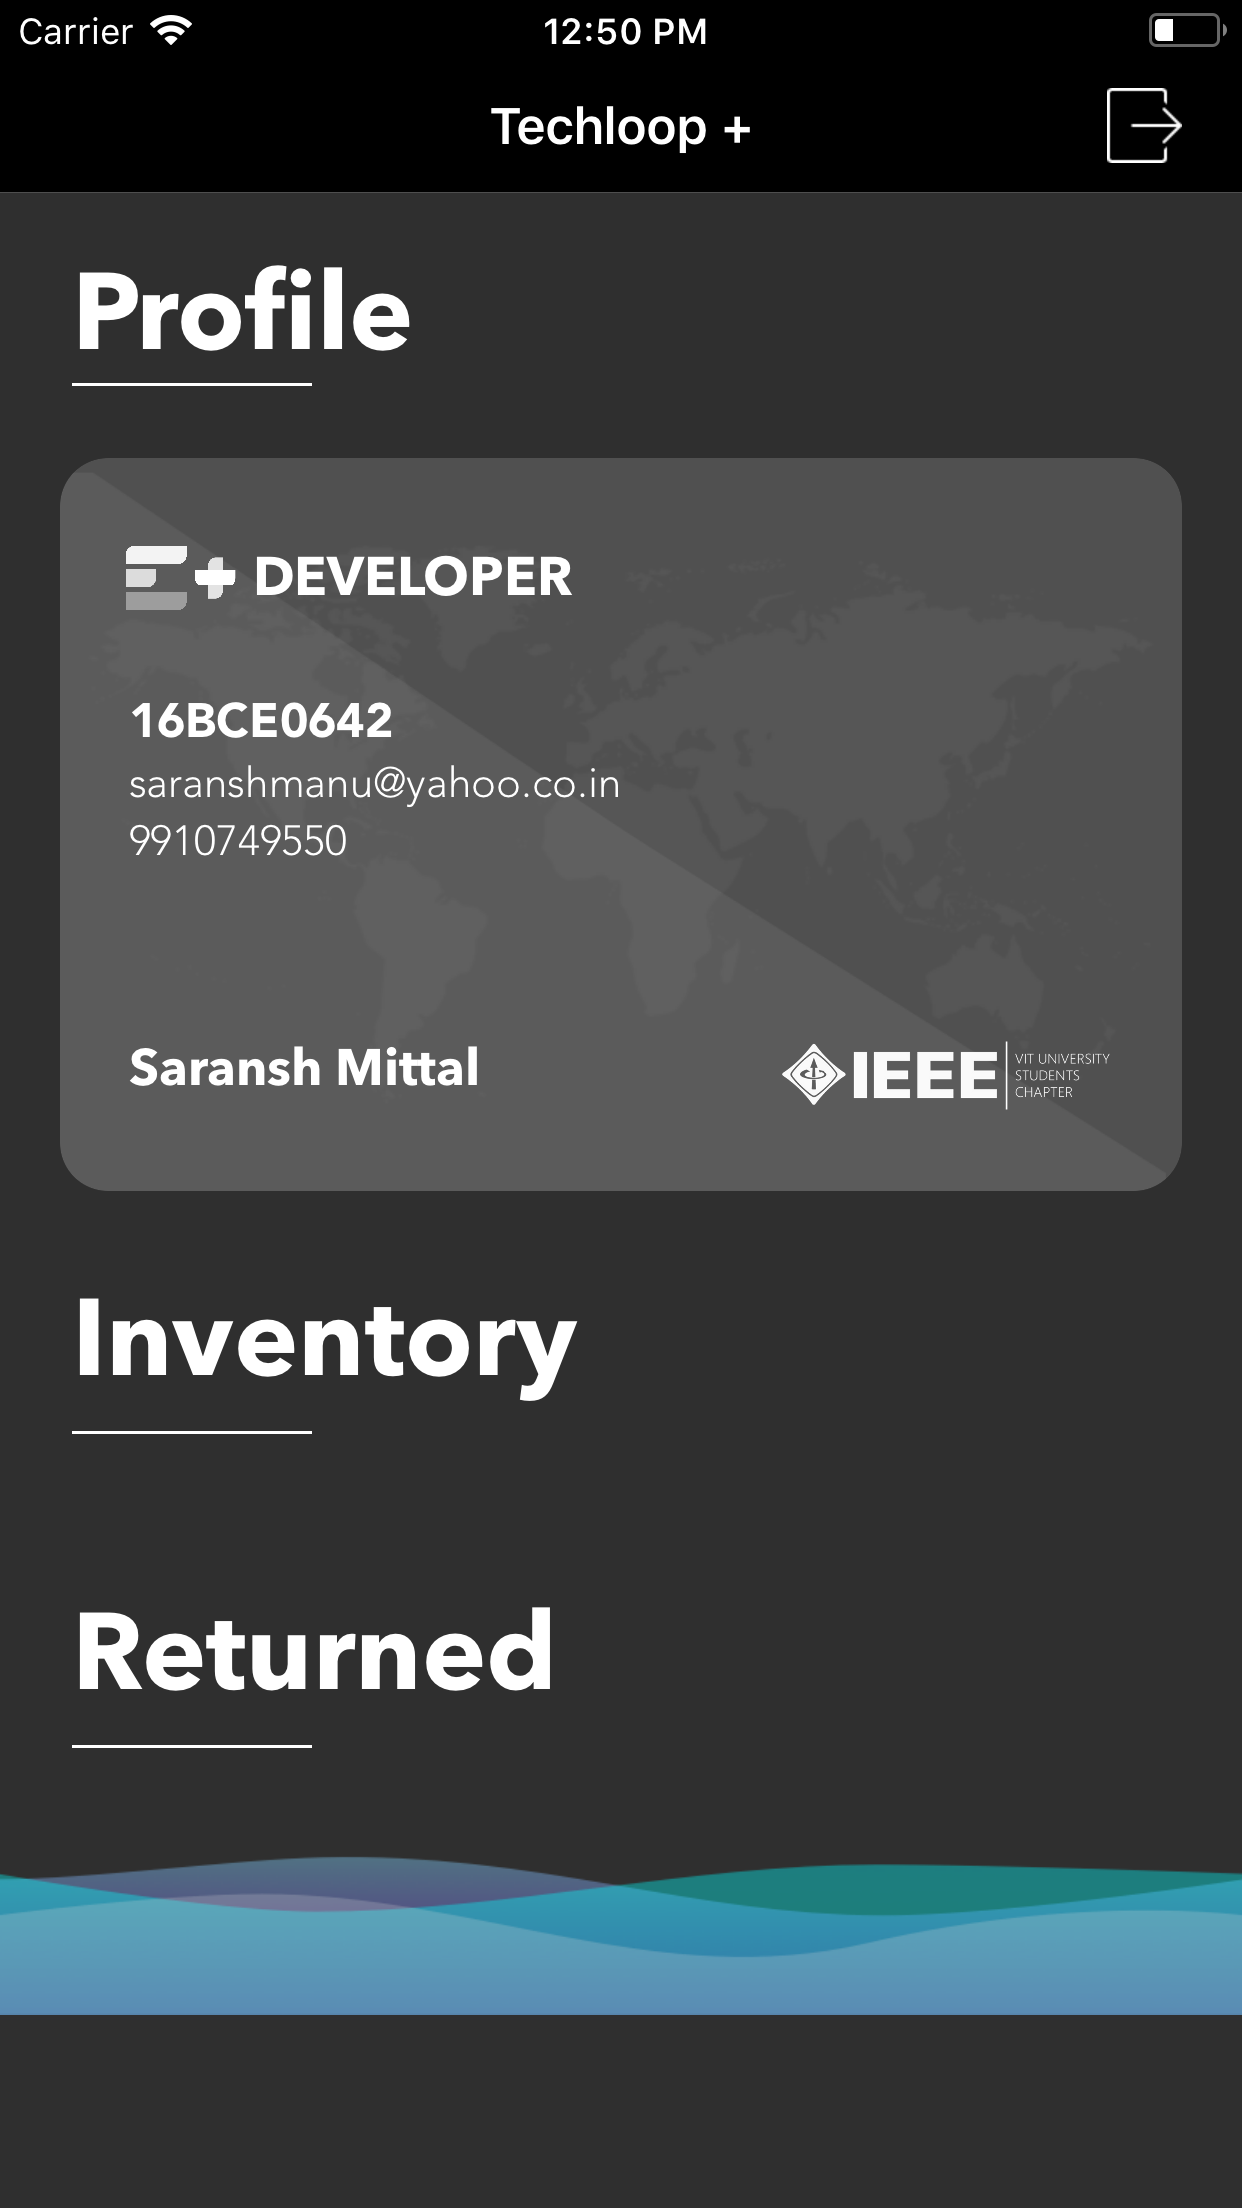 Carrier
12:50 PM
Techloop +
Profile
DEVELOPER
16BCE0642
saranshmanu@yahoo.co.in
9910749550
Saransh Mittal
IEEE
VIT UNIVERSITY
STUDENTS
CHAPTER
Inventory
Returned